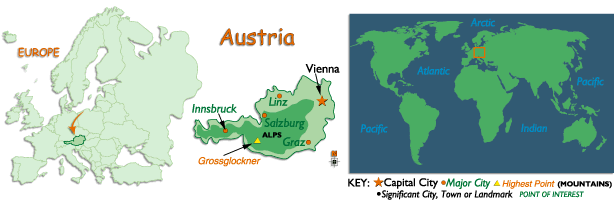 EUROPE
Austria
Vienna
Linz
Innsbruck
Salzburg
ALPS
Graz
Grossglockner
Arctic
Atlantic
Pacific
Pacific
Indian
KEY: Capital City Major City Highest Point (MOUNTAINS)
•Significant City, Town or Landmark POINT OF INTEREST